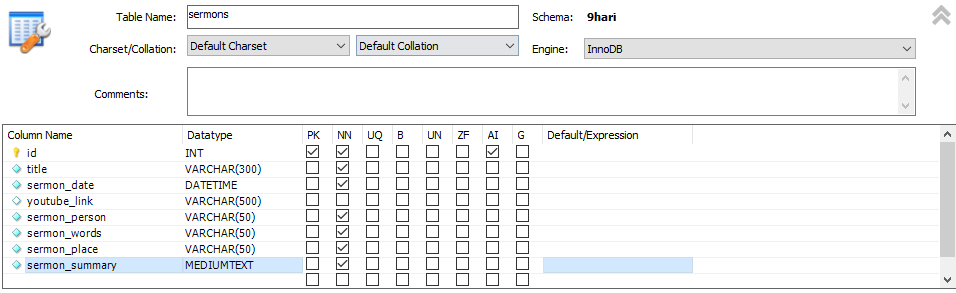 Table Name: sermons Schema: 9hari
Charset/Collation: Default Charset Default Collation Engine: InnoDB
Comments:
Column Name Datatype PK NN UQ B UN ZF AI G Default/Expression
id INT
title VARCHAR(300)
sermon_date DATETIME
youtube_link VARCHAR(500)
sermon_person VARCHAR(50)
sermon_words VARCHAR(50)
sermon_place VARCHAR(50)
sermon_summary MEDIUMTEXT